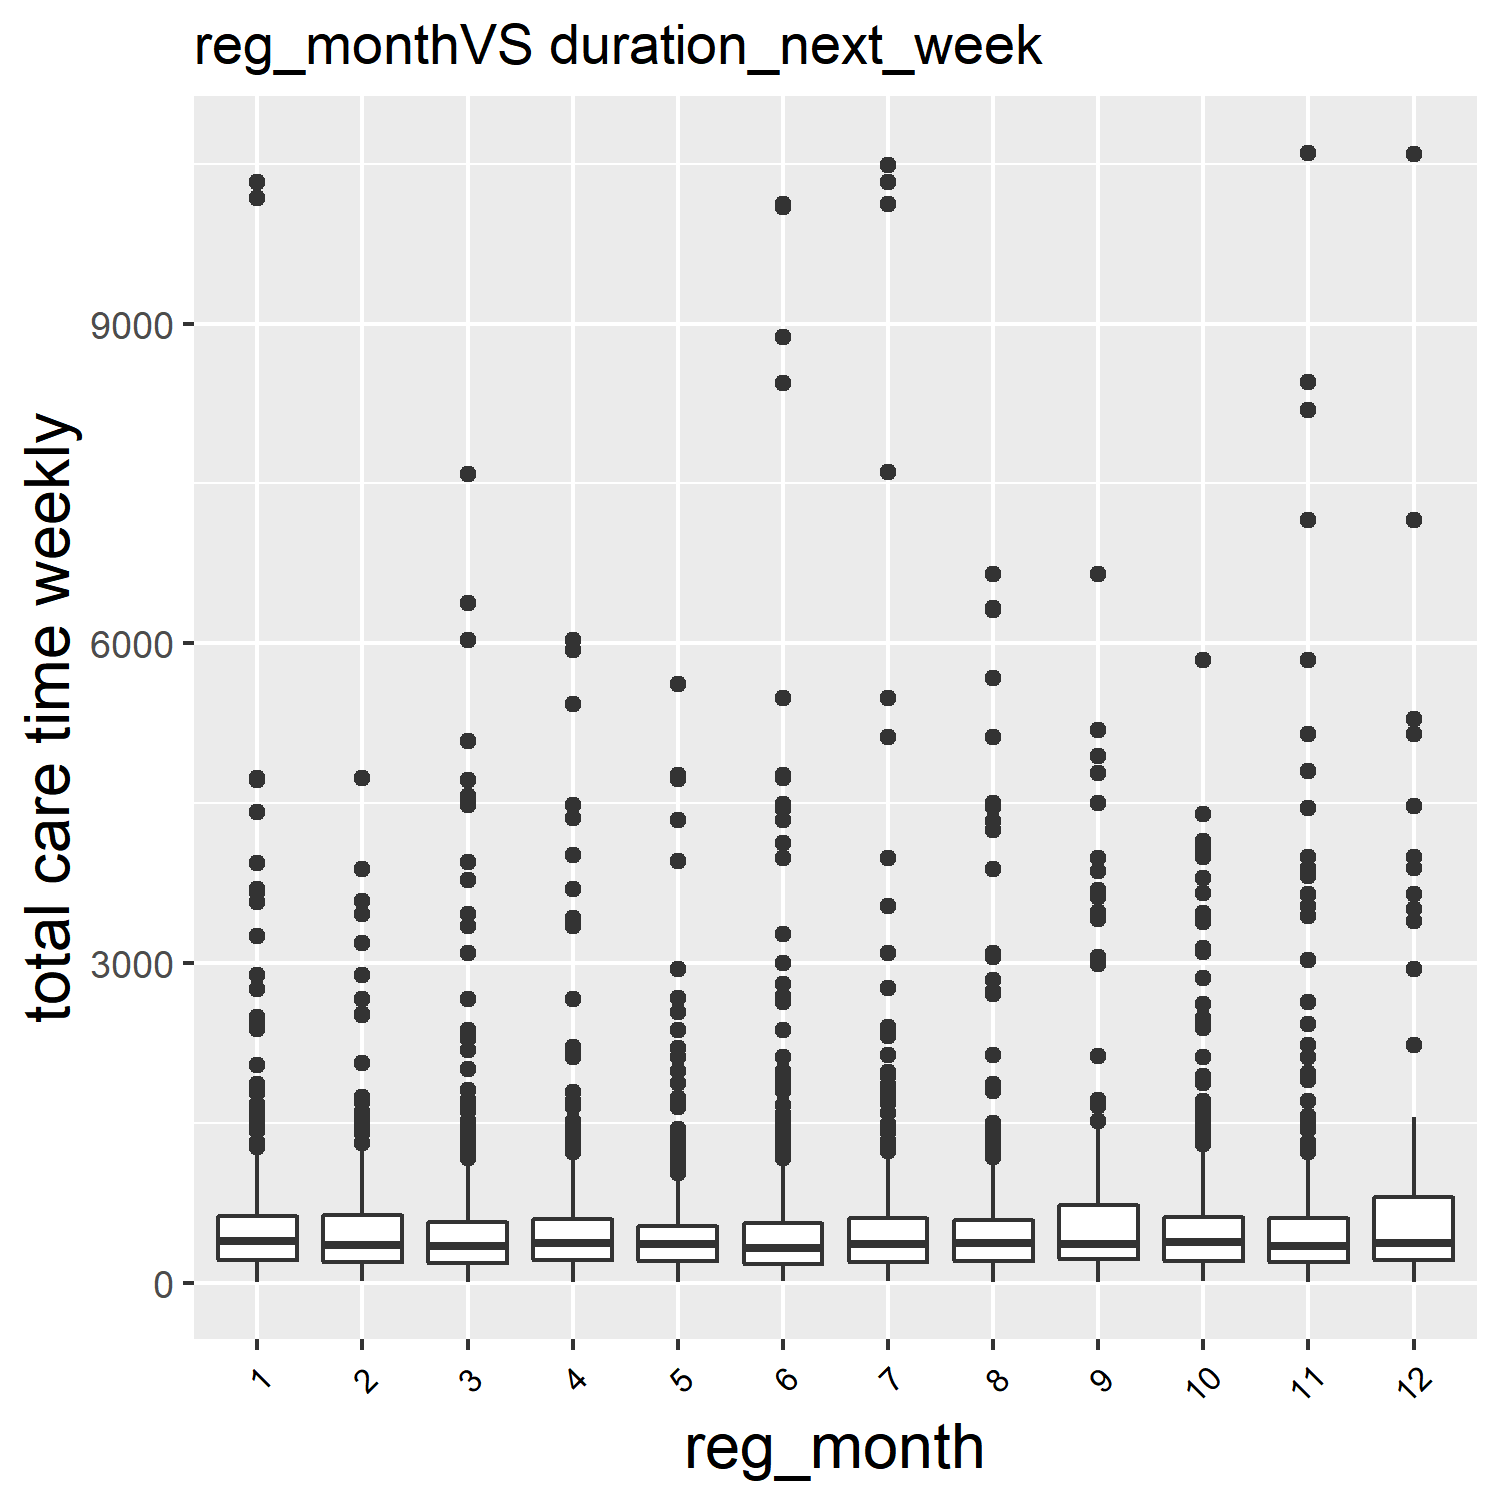 reg_monthVS duration_next_week
total care time weekly
9000
6000
3000
0
1 2 3 4 5 6 7 8 9 10 11 12
reg_month